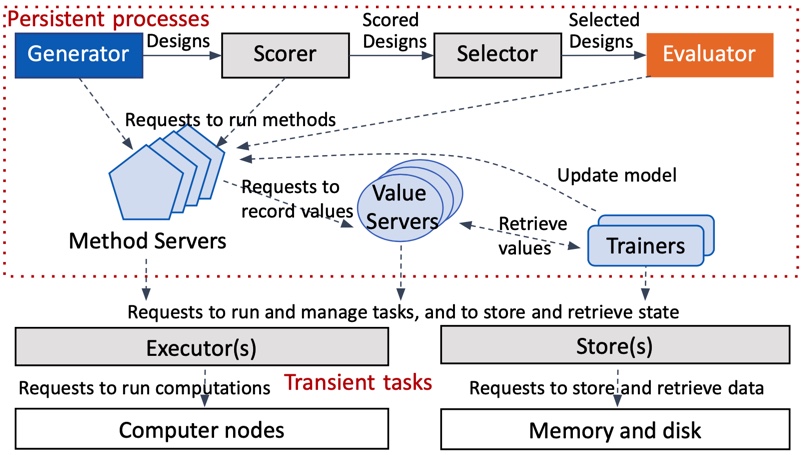 Persistent processes
Generator
Designs
Scorer
Scored
Designs
Selector
Selected
Designs
Evaluator
Requests to run methods
Method Servers
Requests to
record values
Value
Servers
Update model
Retrieve
values
Trainers
Requests to run and manage tasks, and to store and retrieve state
Executor(s)
Store(s)
Requests to run computations
Transient tasks
Requests to store and retrieve data
Computer nodes
Memory and disk